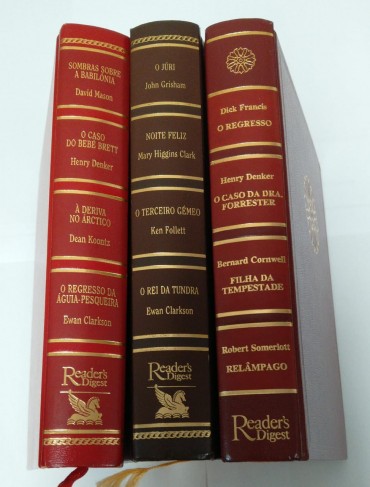 SOMBRAS SOBRE
A BABILÓNIA
David Mason
O CASO
DO BEBÉ BRETT
Henry Denker
À DERIVA
NO ÁRCTICO
Dean Koontz
O REGRESSO DA
ÁGUIA-PESQUEIRA
Ewan Clarkson
Reader's
Digest
O JÚRI
John Grisham
NOITE FELIZ
Mary Higgins Clark
O TERCEIRO GÉMEO
Ken Follett
O REI DA TUNDRA
Ewan Clarkson
Reader's
Digest
Dick Francis
O REGRESSO
Henry Denker
O CASO DA DRA.
FORRESTER
Bernard Cornwell
FILHA DA
TEMPESTADE
Robert Somerlott
RELÂMPAGO
Reader's
Digest